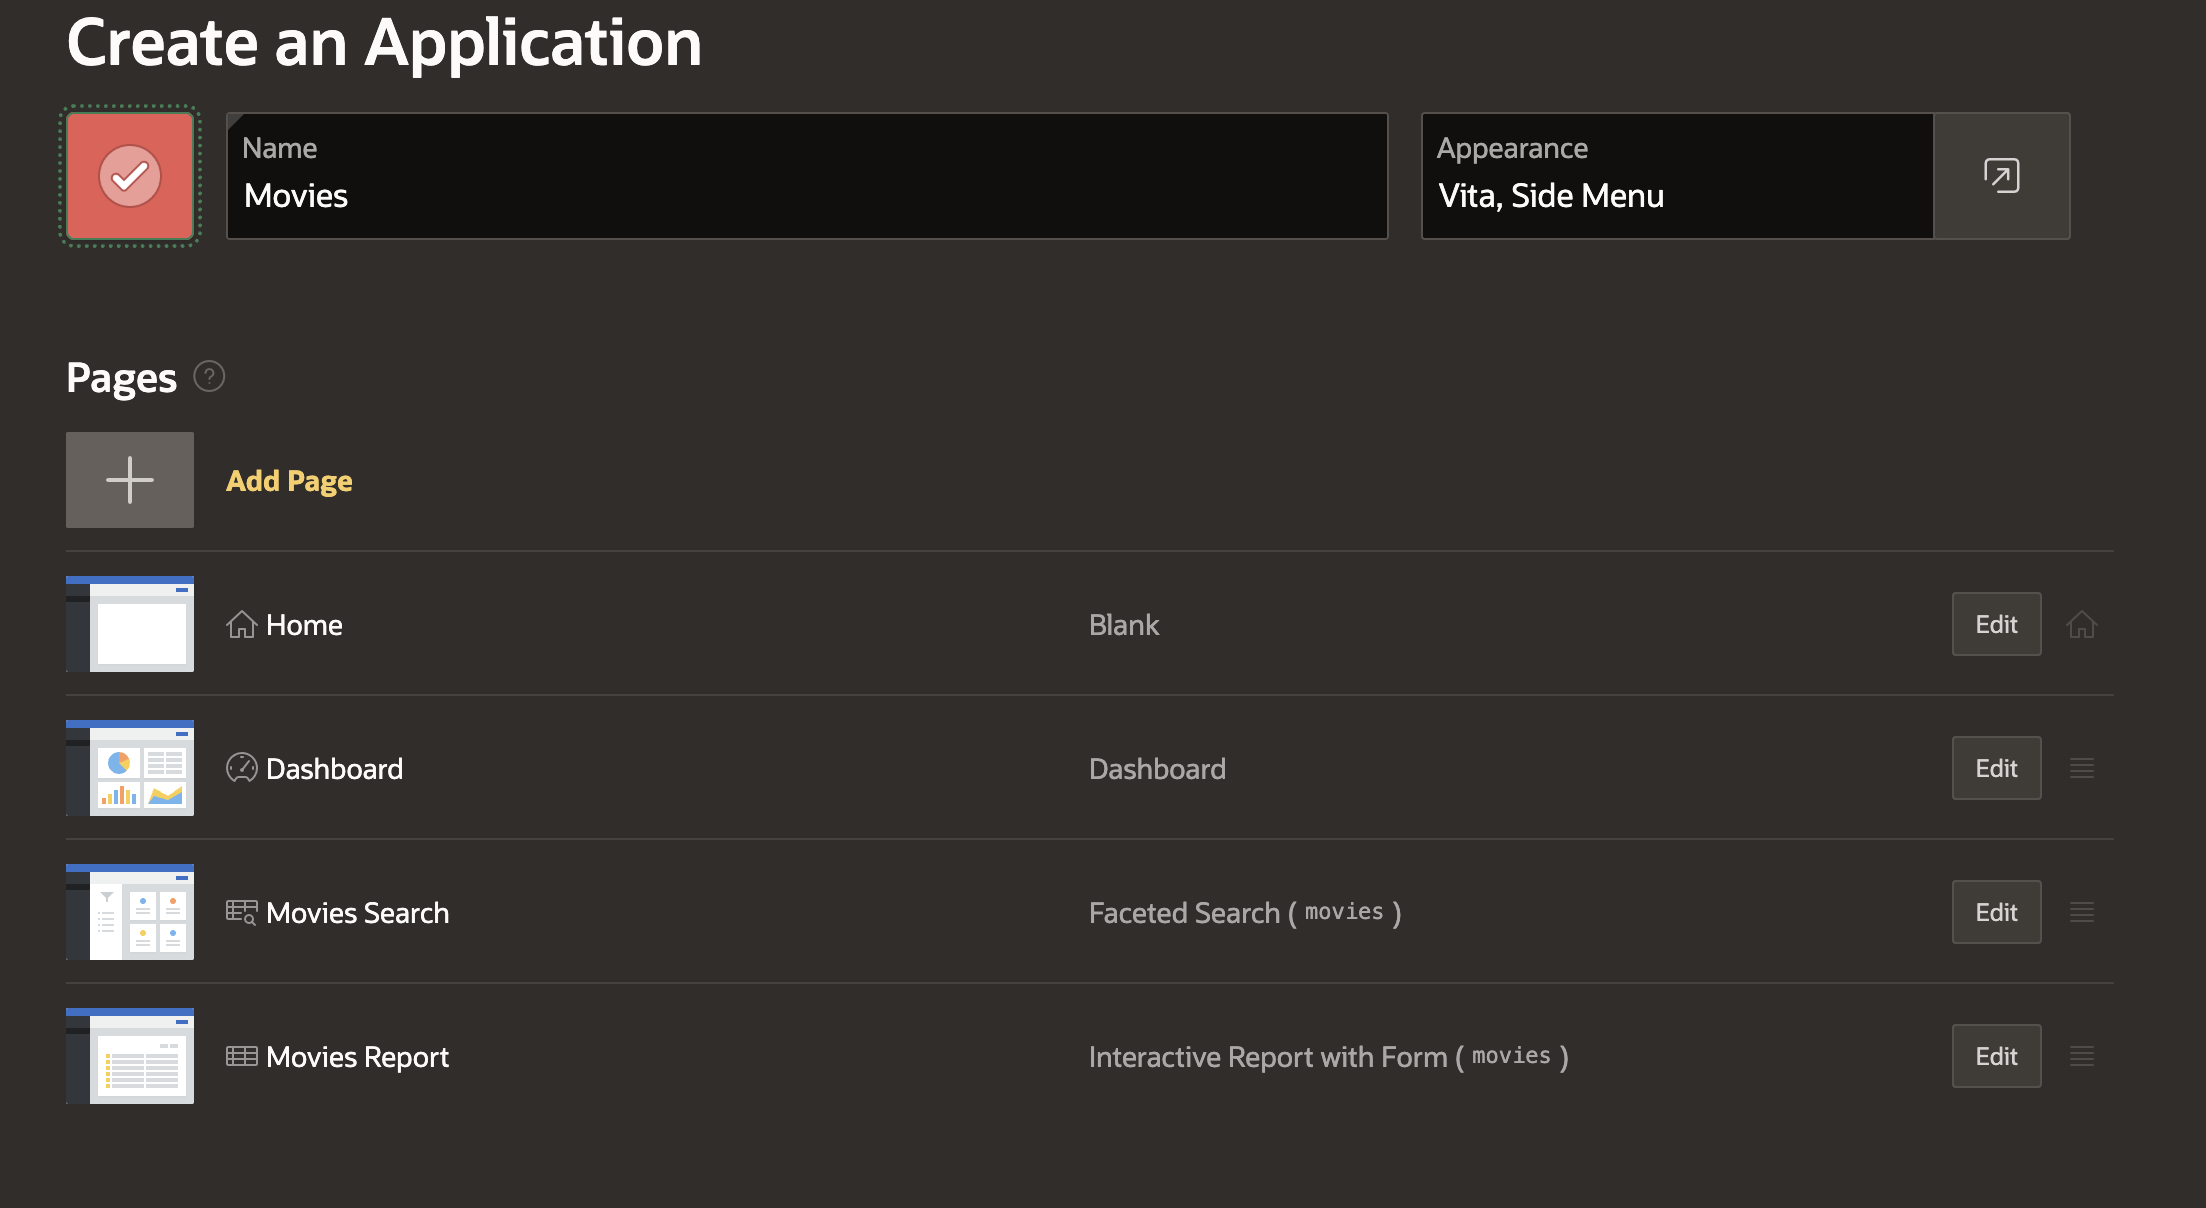 Create an Application
Name
Movies
Appearance
Vita, Side Menu
Pages ?
Add Page
Home Blank Edit
Dashboard Dashboard Edit
Movies Search Faceted Search ( movies ) Edit
Movies Report Interactive Report with Form ( movies ) Edit